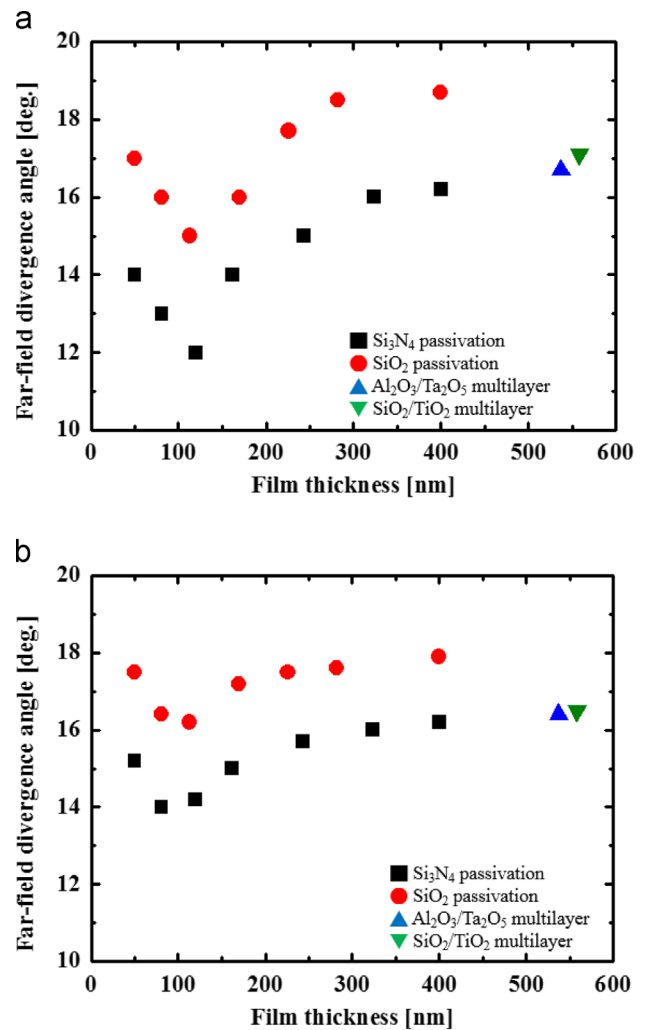 a
20
18
16
14
12
10
Far-field divergence angle [deg.]
Si₃N₄ passivation
SiO₂ passivation
Al₂O₃/Ta₂O₅ multilayer
SiO₂/TiO₂ multilayer
0 100 200 300 400 500 600
Film thickness [nm]
b
20
18
16
14
12
10
Far-field divergence angle [deg.]
Si₃N₄ passivation
SiO₂ passivation
Al₂O₃/Ta₂O₅ multilayer
SiO₂/TiO₂ multilayer
0 100 200 300 400 500 600
Film thickness [nm]